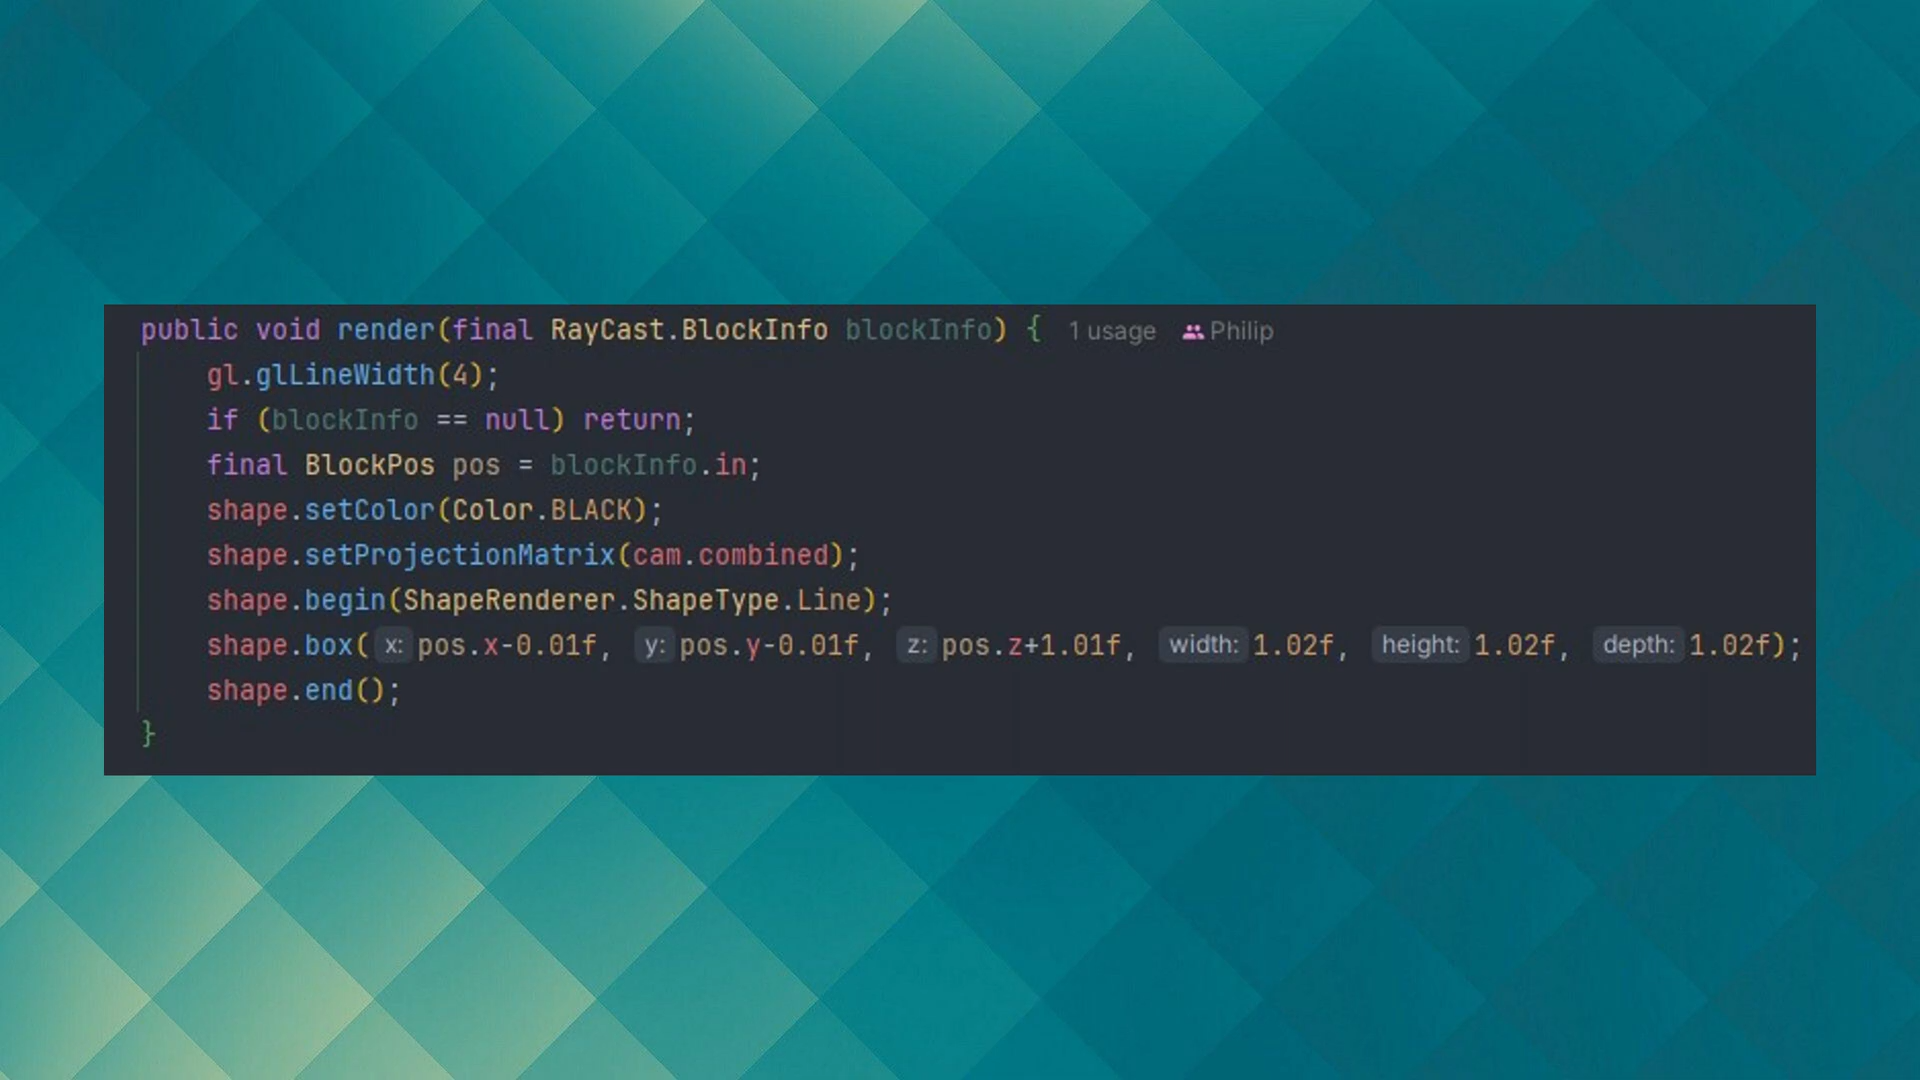 public void render(final RayCast.BlockInfo blockInfo) { 1 usage Philip
gl.glLineWidth(4);
if (blockInfo == null) return;
final BlockPos pos = blockInfo.in;
shape.setColor(Color.BLACK);
shape.setProjectionMatrix(cam.combined);
shape.begin(ShapeRenderer.ShapeType.Line);
shape.box( x: pos.x-0.01f, y: pos.y-0.01f, z: pos.z+1.01f, width: 1.02f, height: 1.02f, depth: 1.02f);
shape.end();
}